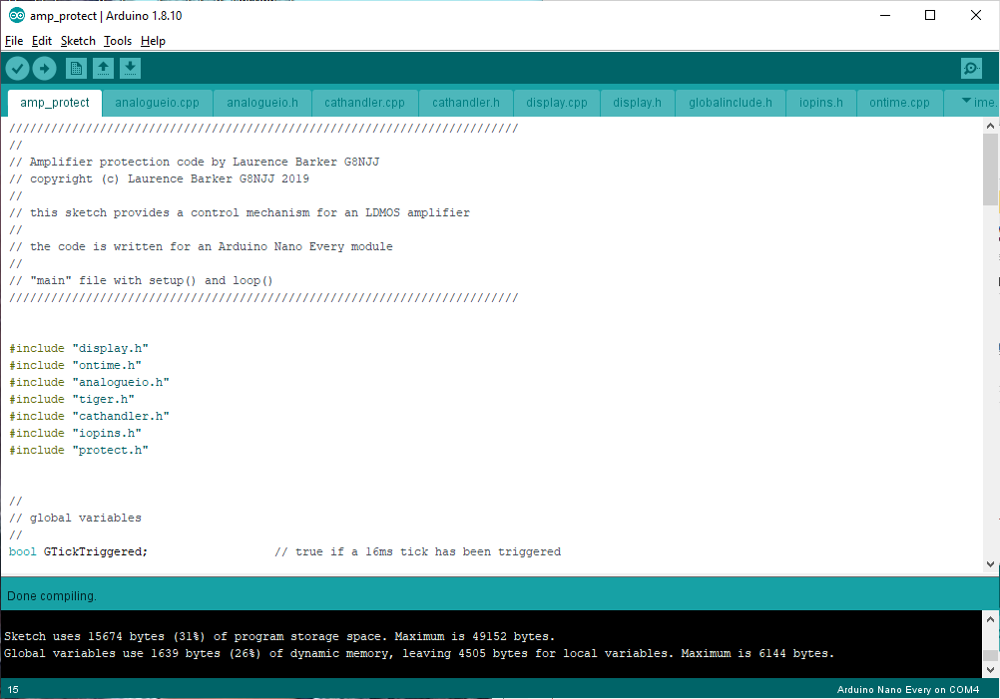 amp_protect | Arduino 1.8.10
File Edit Sketch Tools Help
amp_protect analogueio.cpp analogueio.h cathandler.cpp cathandler.h display.cpp display.h globalinclude.h iopins.h ontime.cpp ime.
/////////////////////////////////////////////////////////////////////////
//
// Amplifier protection code by Laurence Barker G8NJJ
// copyright (c) Laurence Barker G8NJJ 2019
//
// this sketch provides a control mechanism for an LDMOS amplifier
//
// the code is written for an Arduino Nano Every module
//
// "main" file with setup() and loop()
/////////////////////////////////////////////////////////////////////////
#include "display.h"
#include "ontime.h"
#include "analogueio.h"
#include "tiger.h"
#include "cathandler.h"
#include "iopins.h"
#include "protect.h"
//
// global variables
//
bool GTickTriggered; // true if a 16ms tick has been triggered
Done compiling.
Sketch uses 15674 bytes (31%) of program storage space. Maximum is 49152 bytes.
Global variables use 1639 bytes (26%) of dynamic memory, leaving 4505 bytes for local variables. Maximum is 6144 bytes.
15 Arduino Nano Every on COM4